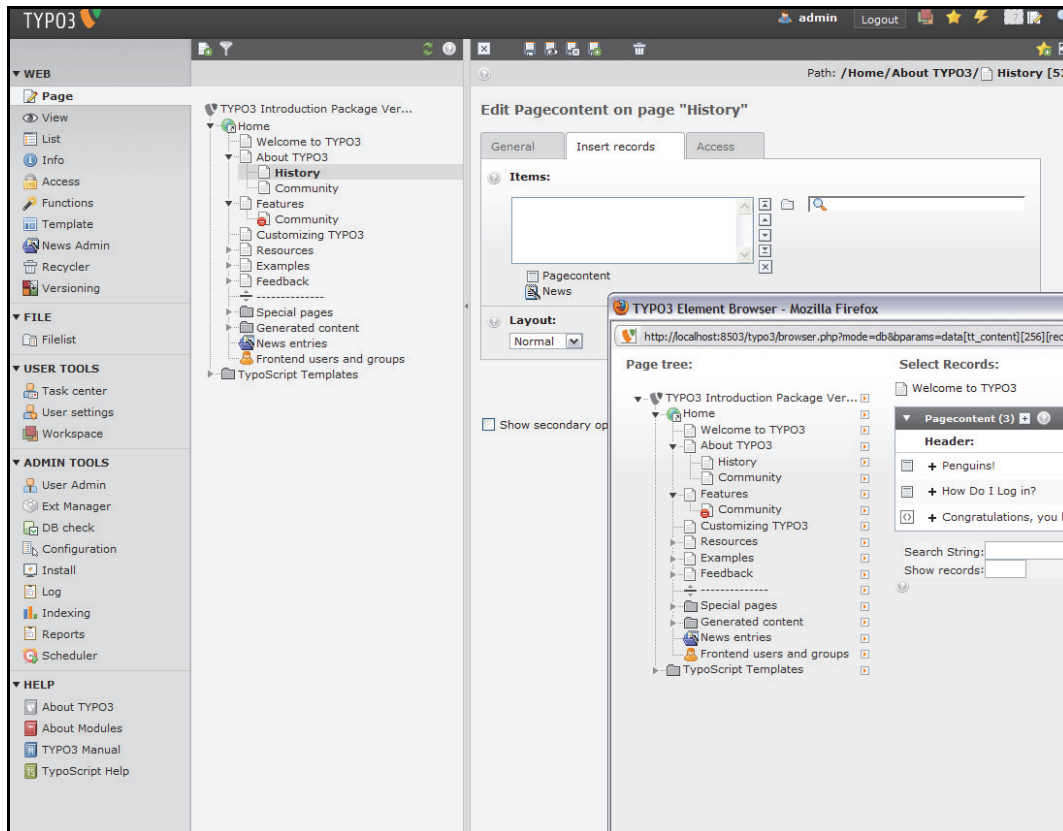 TYPO3
admin
Logout
WEB
Page
View
List
Info
Access
Functions
Template
News Admin
Recycler
Versioning
FILE
Filelist
USER TOOLS
Task center
User settings
Workspace
ADMIN TOOLS
User Admin
Ext Manager
DB check
Configuration
Install
Log
Indexing
Reports
Scheduler
HELP
About TYPO3
About Modules
TYPO3 Manual
TypoScript Help
TYPO3 Introduction Package Ver...
Home
Welcome to TYPO3
About TYPO3
History
Community
Features
Community
Customizing TYPO3
Resources
Examples
Feedback
--------------
Special pages
Generated content
News entries
Frontend users and groups
TypoScript Templates
Path: /Home/About TYPO3/ History [52
Edit Pagecontent on page "History"
General Insert records Access
Items:
Pagecontent
News
Layout:
Normal
Show secondary op
TYPO3 Element Browser - Mozilla Firefox
http://localhost:8503/typo3/browser.php?mode=db&bparams=data[tt_content][256][rec
Page tree:
TYPO3 Introduction Package Ver...
Home
Welcome to TYPO3
About TYPO3
History
Community
Features
Community
Customizing TYPO3
Resources
Examples
Feedback
--------------
Special pages
Generated content
News entries
Frontend users and groups
TypoScript Templates
Select Records:
Welcome to TYPO3
Pagecontent (3)
Header:
+ Penguins!
+ How Do I Log in?
+ Congratulations, you
Search String:
Show records: